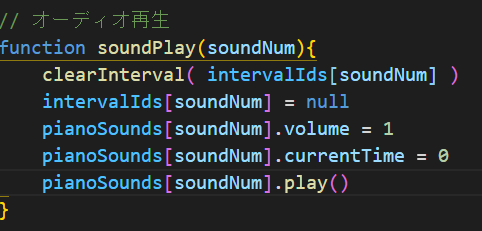 // オーディオ再生
function soundPlay(soundNum){
    clearInterval( intervalIds[soundNum] )
    intervalIds[soundNum] = null
    pianoSounds[soundNum].volume = 1
    pianoSounds[soundNum].currentTime = 0
    pianoSounds[soundNum].play()
}